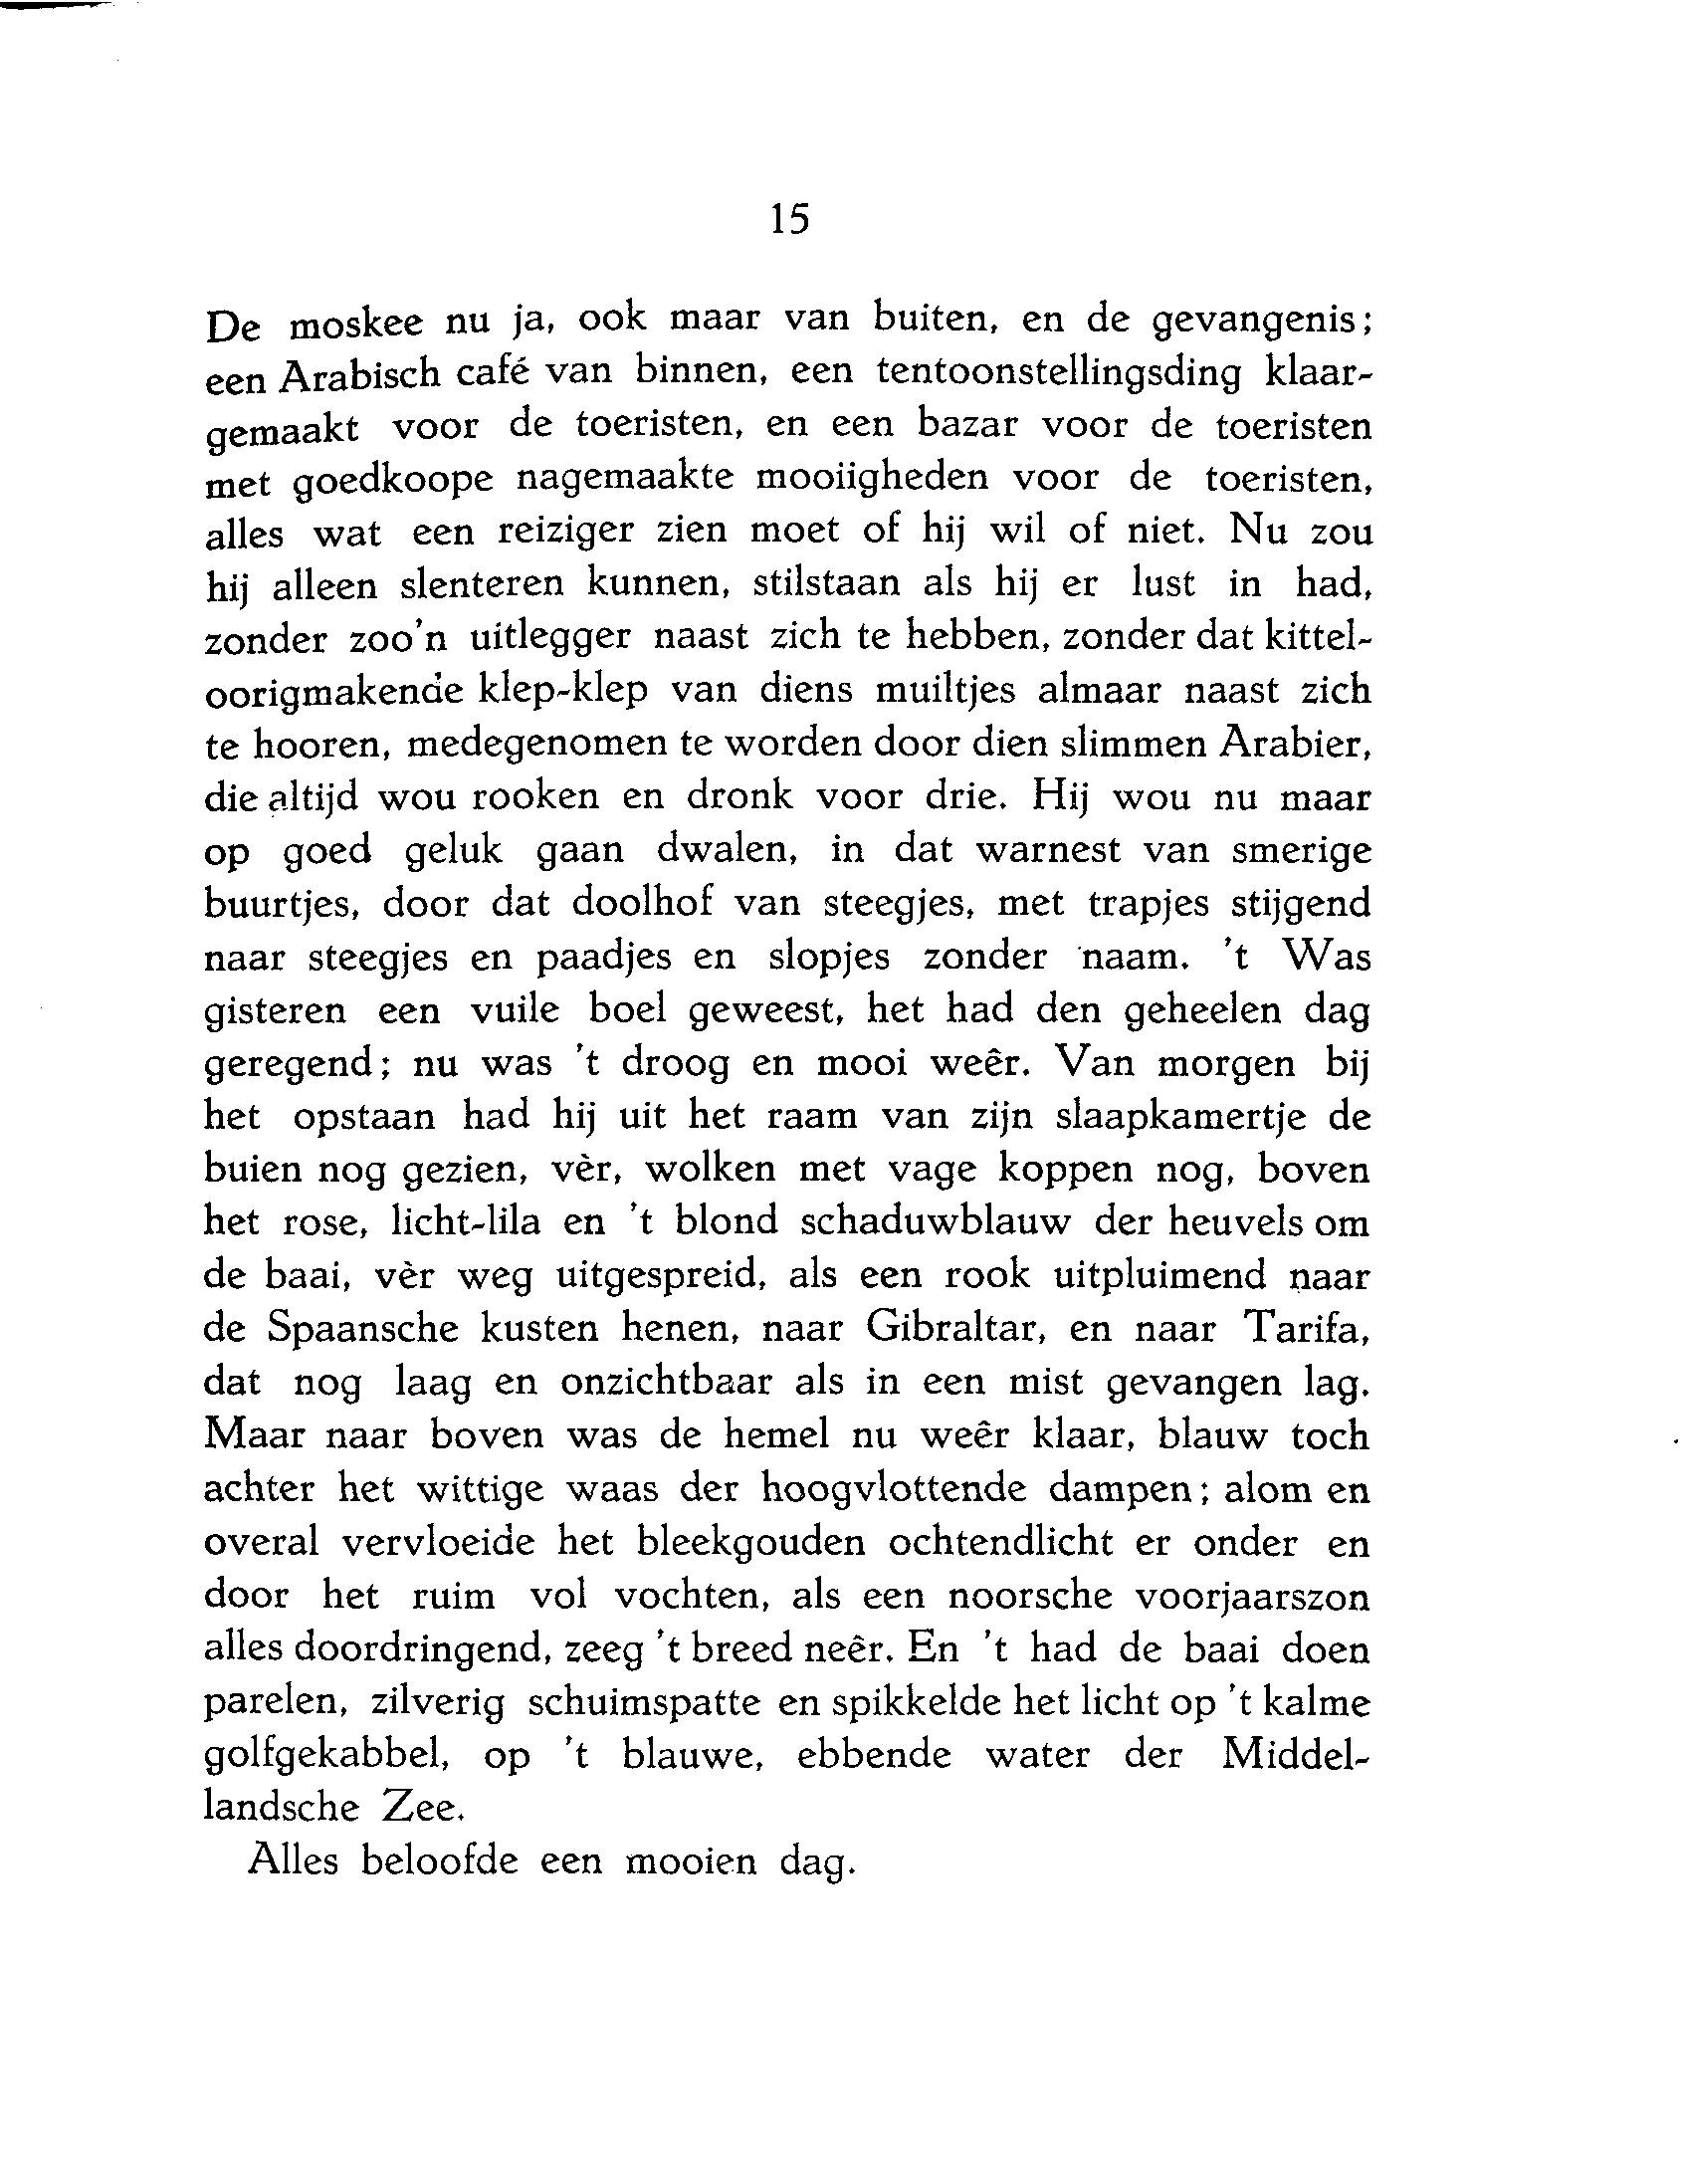 15
De moskee nu ja, ook maar van buiten, en de gevangenis;
een Arabisch café van binnen, een tentoonstellingsding klaar-
gemaakt voor de toeristen, en een bazar voor de toeristen
met goedkoope nagemaakte mooiigheden voor de toeristen,
alles wat een reiziger zien moet of hij wil of niet. Nu zou
hij alleen slenteren kunnen, stilstaan als hij er lust in had,
zonder zoo'n uitlegger naast zich te hebben, zonder dat kittel-
oorigmakende klep-klep van diens muiltjes almaar naast zich
te hooren, medegenomen te worden door dien slimmen Arabier,
die altijd wou rooken en dronk voor drie. Hij wou nu maar
op goed geluk gaan dwalen, in dat warnest van smerige
buurtjes, door dat doolhof van steegjes, met trapjes stijgend
naar steegjes en paadjes en slopjes zonder naam. 't Was
gisteren een vuile boel geweest, het had den geheelen dag
geregend; nu was 't droog en mooi weêr. Van morgen bij
het opstaan had hij uit het raam van zijn slaapkamertje de
buien nog gezien, vèr, wolken met vage koppen nog, boven
het rose, licht-lila en 't blond schaduwblauw der heuvels om
de baai, vèr weg uitgespreid, als een rook uitpluimend naar
de Spaansche kusten henen, naar Gibraltar, en naar Tarifa,
dat nog laag en onzichtbaar als in een mist gevangen lag.
Maar naar boven was de hemel nu weêr klaar, blauw toch
achter het wittige waas der hoogvlottende dampen; alom en
overal vervloeide het bleekgouden ochtendlicht er onder en
door het ruim vol vochten, als een noorsche voorjaarszon
alles doordringend, zeeg 't breed neêr. En 't had de baai doen
parelen, zilverig schuimspatte en spikkelde het licht op 't kalme
golfgekabbel, op 't blauwe, ebbende water der Middel-
landsche Zee.
Alles beloofde een mooien dag.